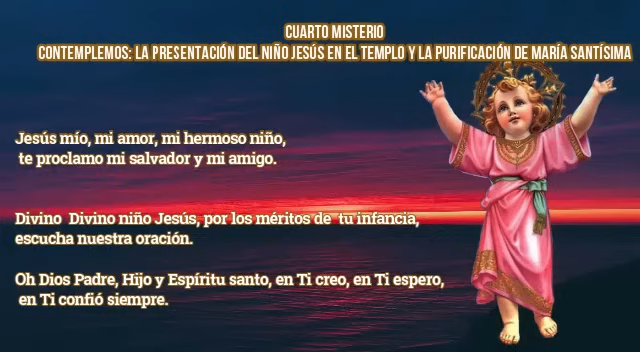 CUARTO MISTERIO
CONTEMPLEMOS: LA PRESENTACIÓN DEL NIÑO JESÚS EN EL TEMPLO Y LA PURIFICACIÓN DE MARÍA SANTÍSIMA
Jesús mío, mi amor, mi hermoso niño,
te proclamo mi salvador y mi amigo.
Divino Divino niño Jesús, por los méritos de tu infancia,
escucha nuestra oración.
Oh Dios Padre, Hijo y Espíritu santo, en Ti creo, en Ti espero,
en Ti confió siempre.